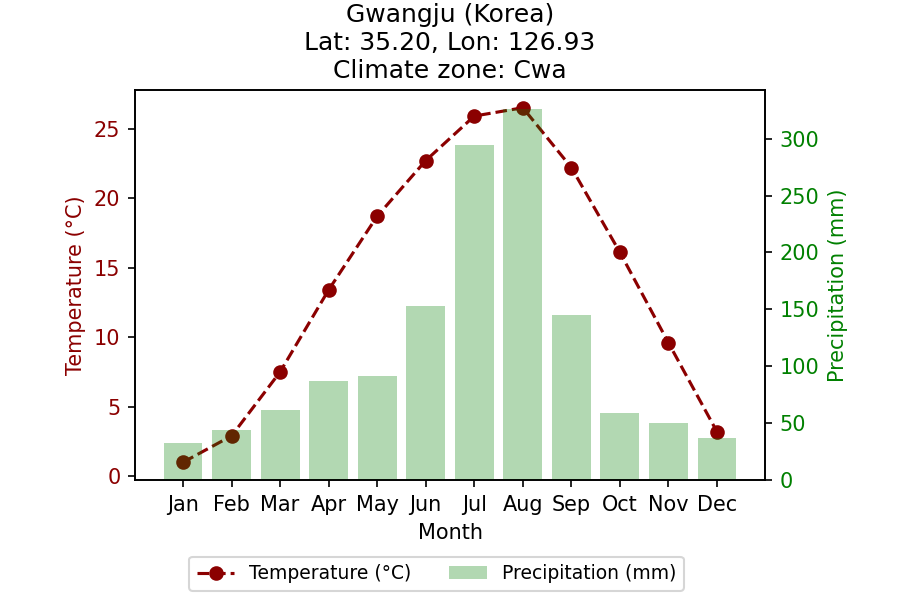 Gwangju (Korea)
Lat: 35.20, Lon: 126.93
Climate zone: Cwa
Temperature (°C)
25
20
15
10
5
0
300
250
200
150
100
50
0
Precipitation (mm)
Jan Feb Mar Apr May Jun Jul Aug Sep Oct Nov Dec
Month
Temperature (°C) Precipitation (mm)